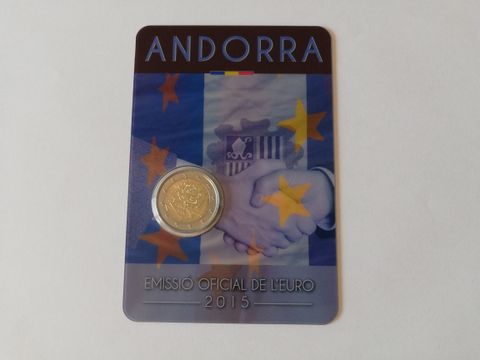 ANDORRA
EMISSIÓ OFICIAL DE L'EURO
2015